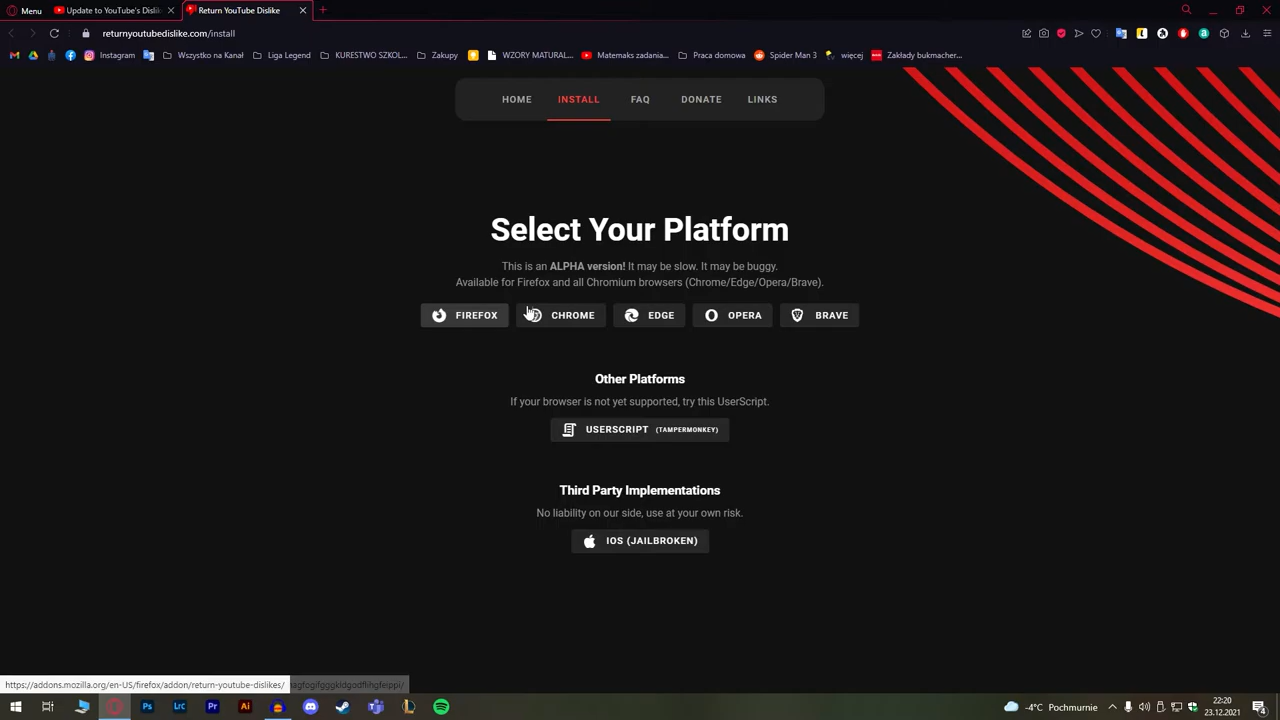 Menu
Update to YouTube's Dislik
Return YouTube Dislike
returnyoutubedislike.com/install
Instagram
Wszystko na Kanał
Liga Legend
KURESTWO SZKOL...
Zakupy
WZORY MATURAL...
Matemaks zadania...
Praca domowa
Spider Man 3
więcej
Zakłady bukmacher...
HOME
INSTALL
FAQ
DONATE
LINKS
Select Your Platform
This is an ALPHA version! It may be slow. It may be buggy.
Available for Firefox and all Chromium browsers (Chrome/Edge/Opera/Brave).
FIREFOX
CHROME
EDGE
OPERA
BRAVE
Other Platforms
If your browser is not yet supported, try this UserScript.
USERSCRIPT (TAMPERMONKEY)
Third Party Implementations
No liability on our side, use at your own risk.
IOS (JAILBROKEN)
https://addons.mozilla.org/en-US/firefox/addon/return-youtube-dislikes/
Ps
Lrc
Pr
Ai
-4°C Pochmurnie
22:20
23.12.2021
4